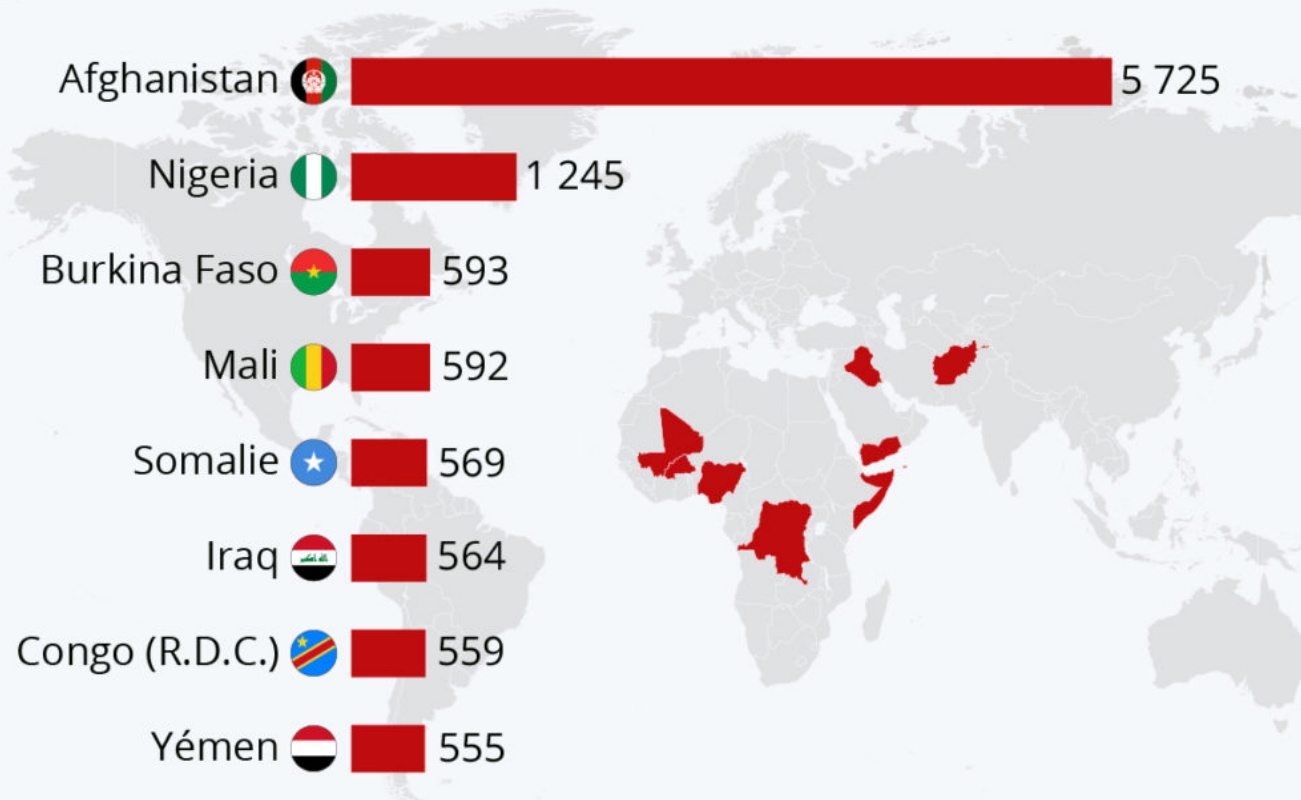 Afghanistan 5 725
Nigeria 1 245
Burkina Faso 593
Mali 592
Somalie 569
Iraq 564
Congo (R.D.C.) 559
Yémen 555